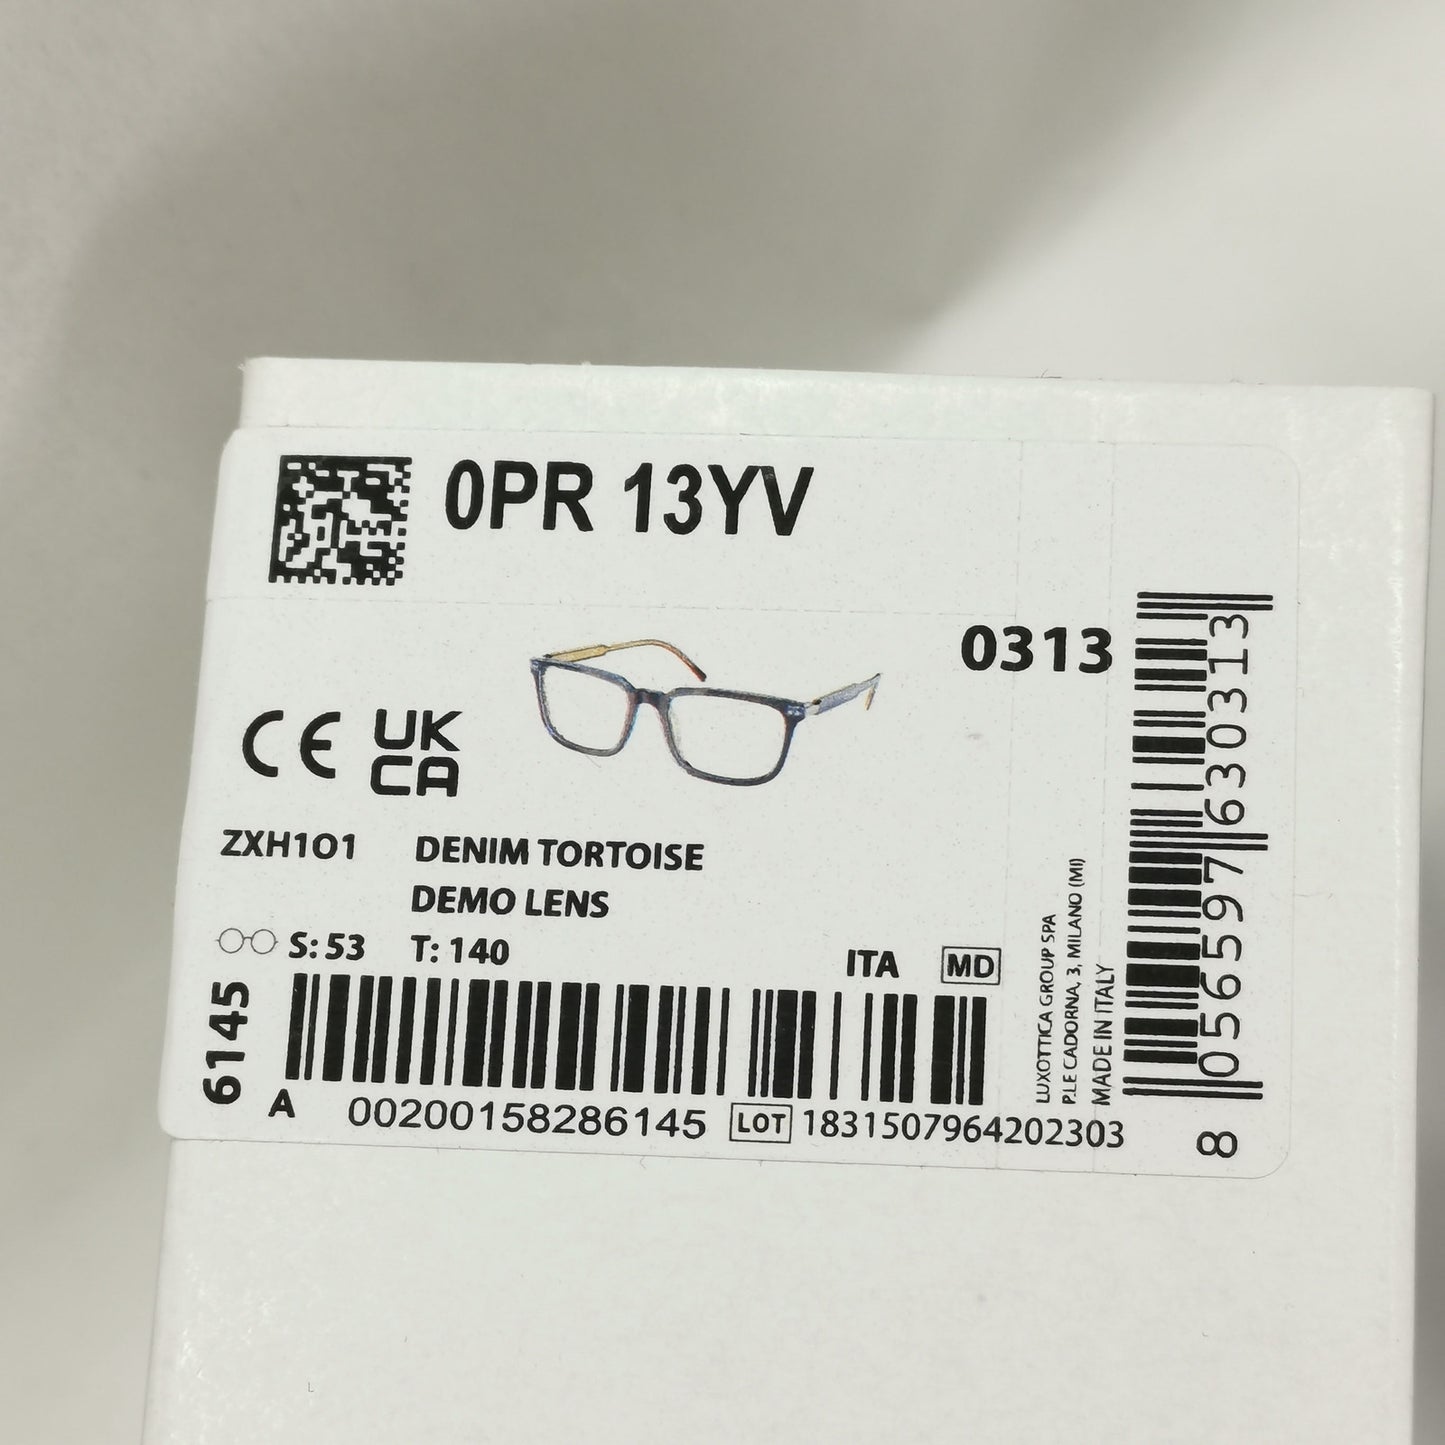 0PR 13YV
0313
CE UK
CA
ZXH1O1 DENIM TORTOISE
DEMO LENS
S: 53 T: 140
ITA MD
6145
A 00200158286145 LOT 1831507964202303
LUXOTTICA GROUP SPA
P.LE CADORNA, 3, MILANO (MI)
MADE IN ITALY
8 056597 630313